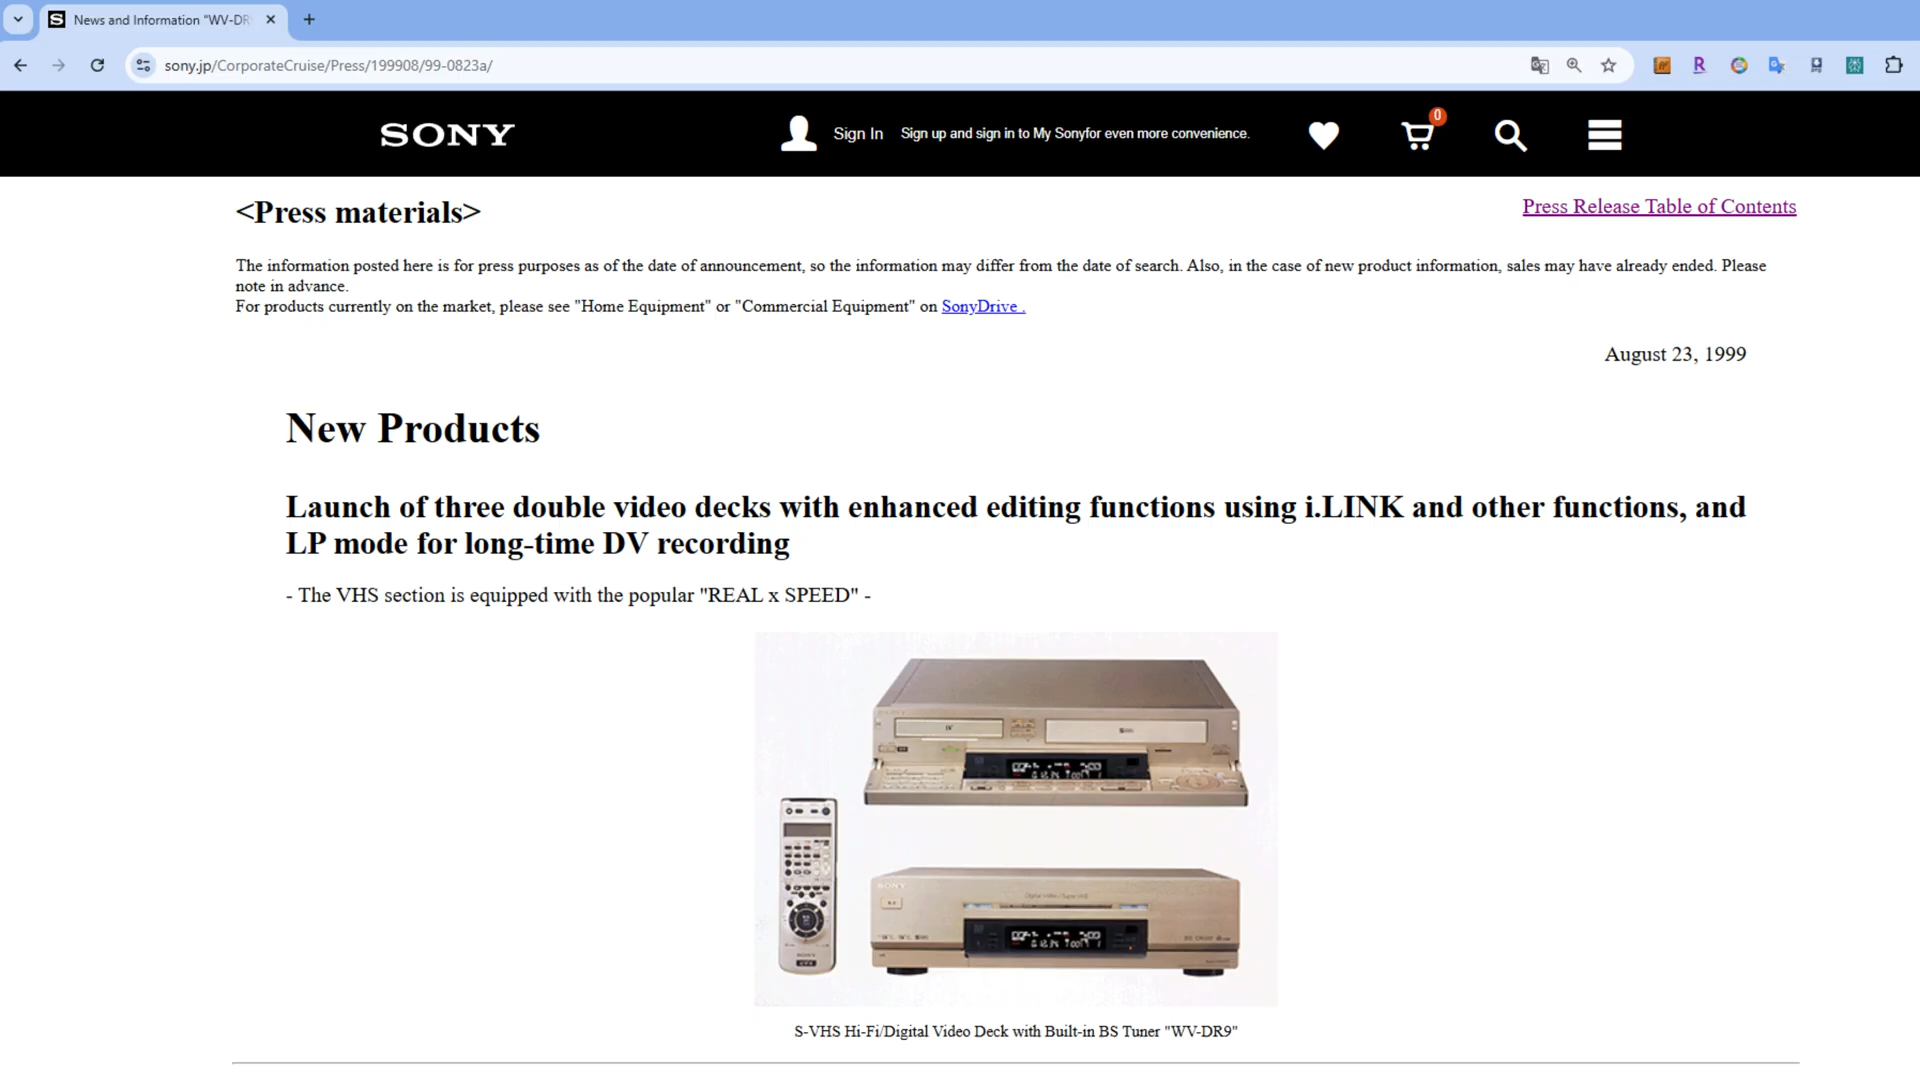 News and Information "WV-DR
sony.jp/CorporateCruise/Press/199908/99-0823a/
SONY
Sign In
Sign up and sign in to My Sonyfor even more convenience.
0
<Press materials>
Press Release Table of Contents
The information posted here is for press purposes as of the date of announcement, so the information may differ from the date of search. Also, in the case of new product information, sales may have already ended. Please
note in advance.
For products currently on the market, please see "Home Equipment" or "Commercial Equipment" on SonyDrive .
August 23, 1999
New Products
Launch of three double video decks with enhanced editing functions using i.LINK and other functions, and
LP mode for long-time DV recording
- The VHS section is equipped with the popular "REAL x SPEED" -
SONY
S-VHS Hi-Fi/Digital Video Deck with Built-in BS Tuner "WV-DR9"